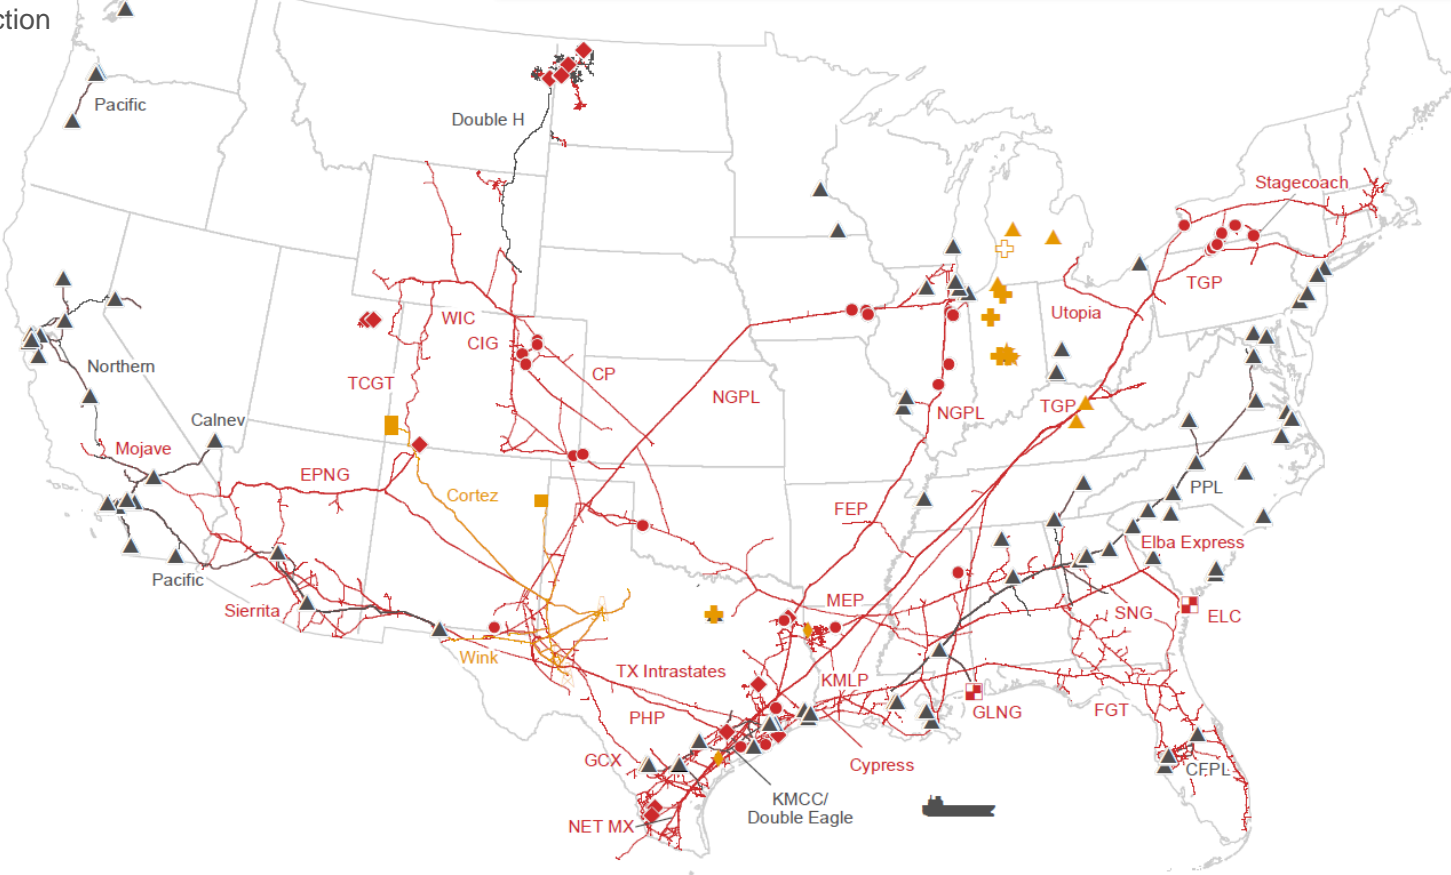 ction
Pacific
Double H
Stagecoach
TGP
Utopia
WIC
CIG
CP
TCGT
NGPL
NGPL
TGP
Northern
Calnev
Mojave
EPNG
Cortez
FEP
PPL
Elba Express
Pacific
Sierrita
MEP
SNG
ELC
Wink
TX Intrastates
KMLP
PHP
GLNG
FGT
GCX
Cypress
CFPL
KMCC/
Double Eagle
NET MX